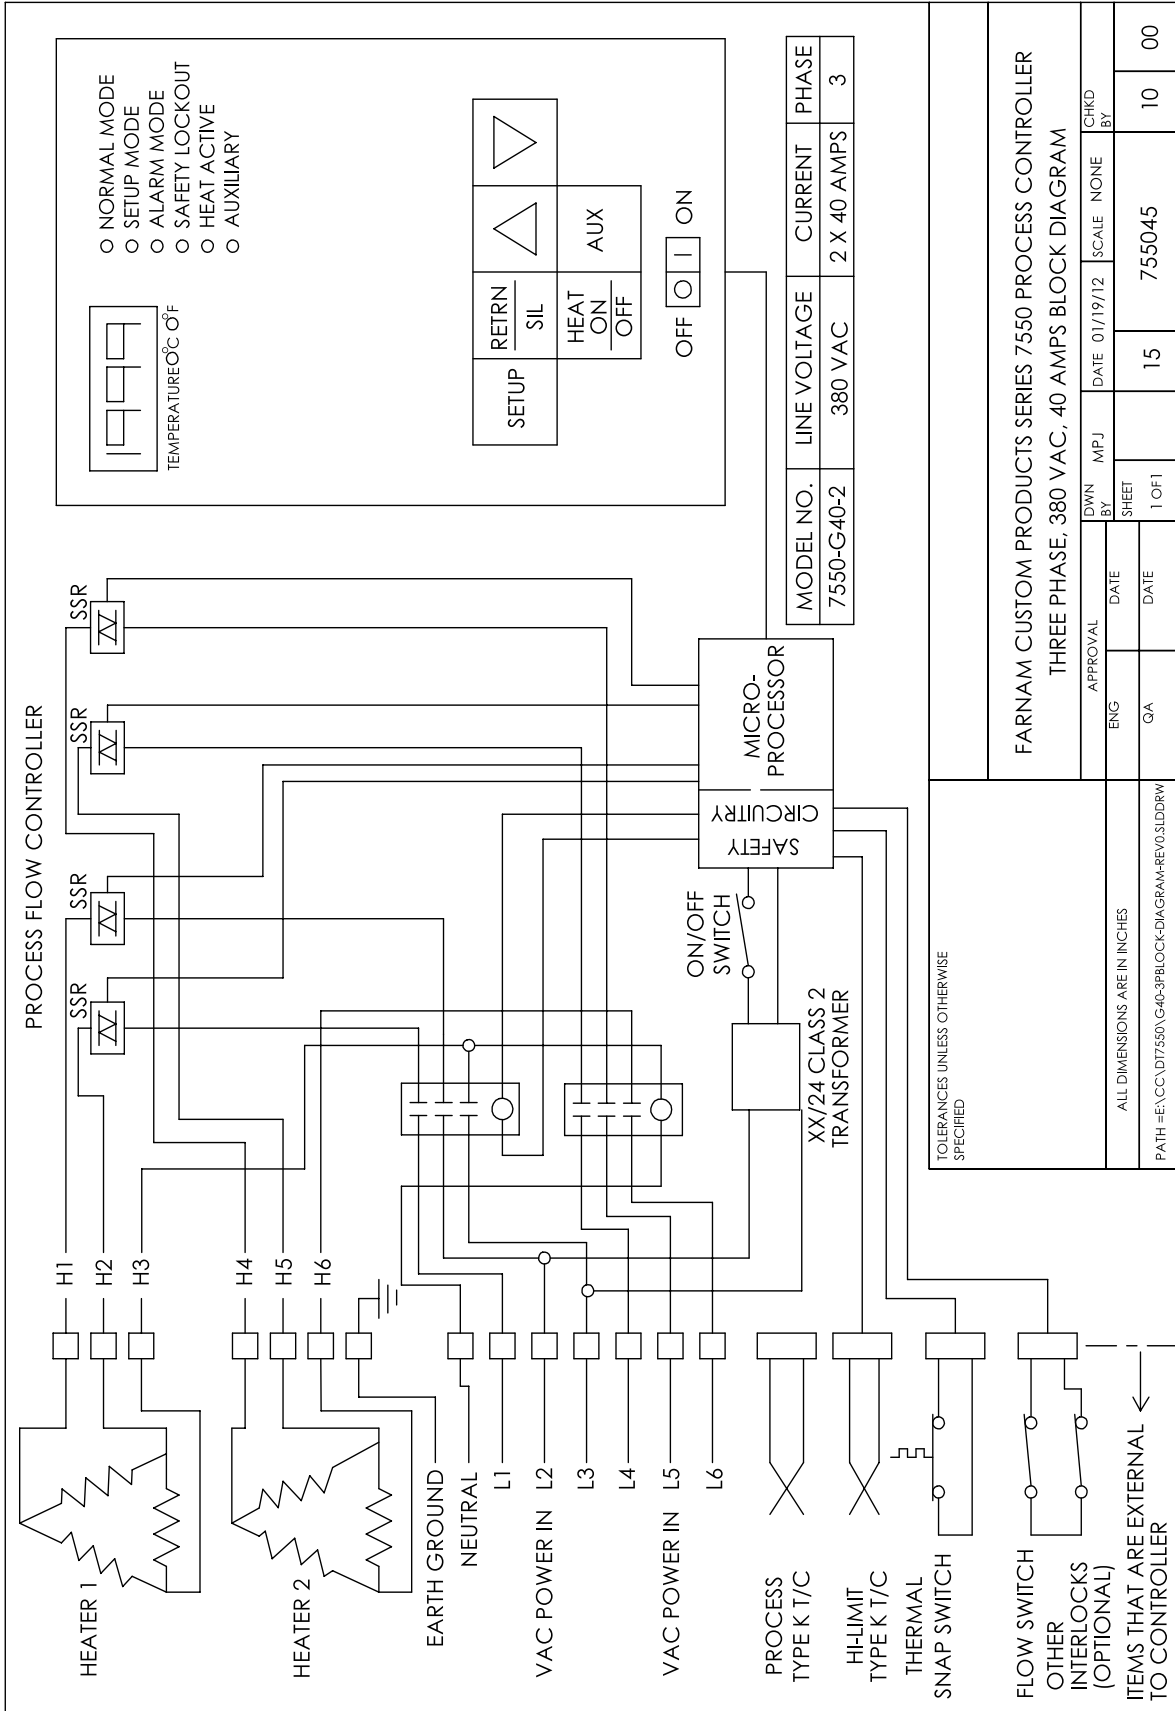 PROCESS FLOW CONTROLLER
HEATER 1
HEATER 2
H1
H2
H3
H4
H5
H6
SSR
SSR
SSR
SSR
EARTH GROUND
NEUTRAL
L1
VAC POWER IN L2
L3
L4
VAC POWER IN L5
L6
PROCESS
TYPE K T/C
HI-LIMIT
TYPE K T/C
THERMAL
SNAP SWITCH
FLOW SWITCH
OTHER
INTERLOCKS
(OPTIONAL)
ITEMS THAT ARE EXTERNAL
TO CONTROLLER
XX/24 CLASS 2
TRANSFORMER
ON/OFF
SWITCH
SAFETY
CIRCUITRY
MICRO-
PROCESSOR
TEMPERATURE °C °F
NORMAL MODE
SETUP MODE
ALARM MODE
SAFETY LOCKOUT
HEAT ACTIVE
AUXILIARY
SETUP
RETRN
SIL
HEAT
ON
OFF
AUX
OFF O I ON
MODEL NO. LINE VOLTAGE CURRENT PHASE
7550-G40-2 380 VAC 2 X 40 AMPS 3
TOLERANCES UNLESS OTHERWISE
SPECIFIED
ALL DIMENSIONS ARE IN INCHES
PATH =E:\CC\DT7550\G40-3PBLOCK-DIAGRAM-REV0.SLDDRW
FARNAM CUSTOM PRODUCTS SERIES 7550 PROCESS CONTROLLER
THREE PHASE, 380 VAC, 40 AMPS BLOCK DIAGRAM
APPROVAL
ENG DATE
QA DATE
DWN BY MPJ
DATE 01/19/12
SCALE NONE
CHKD BY
SHEET
1 OF 1
15
755045
10
00